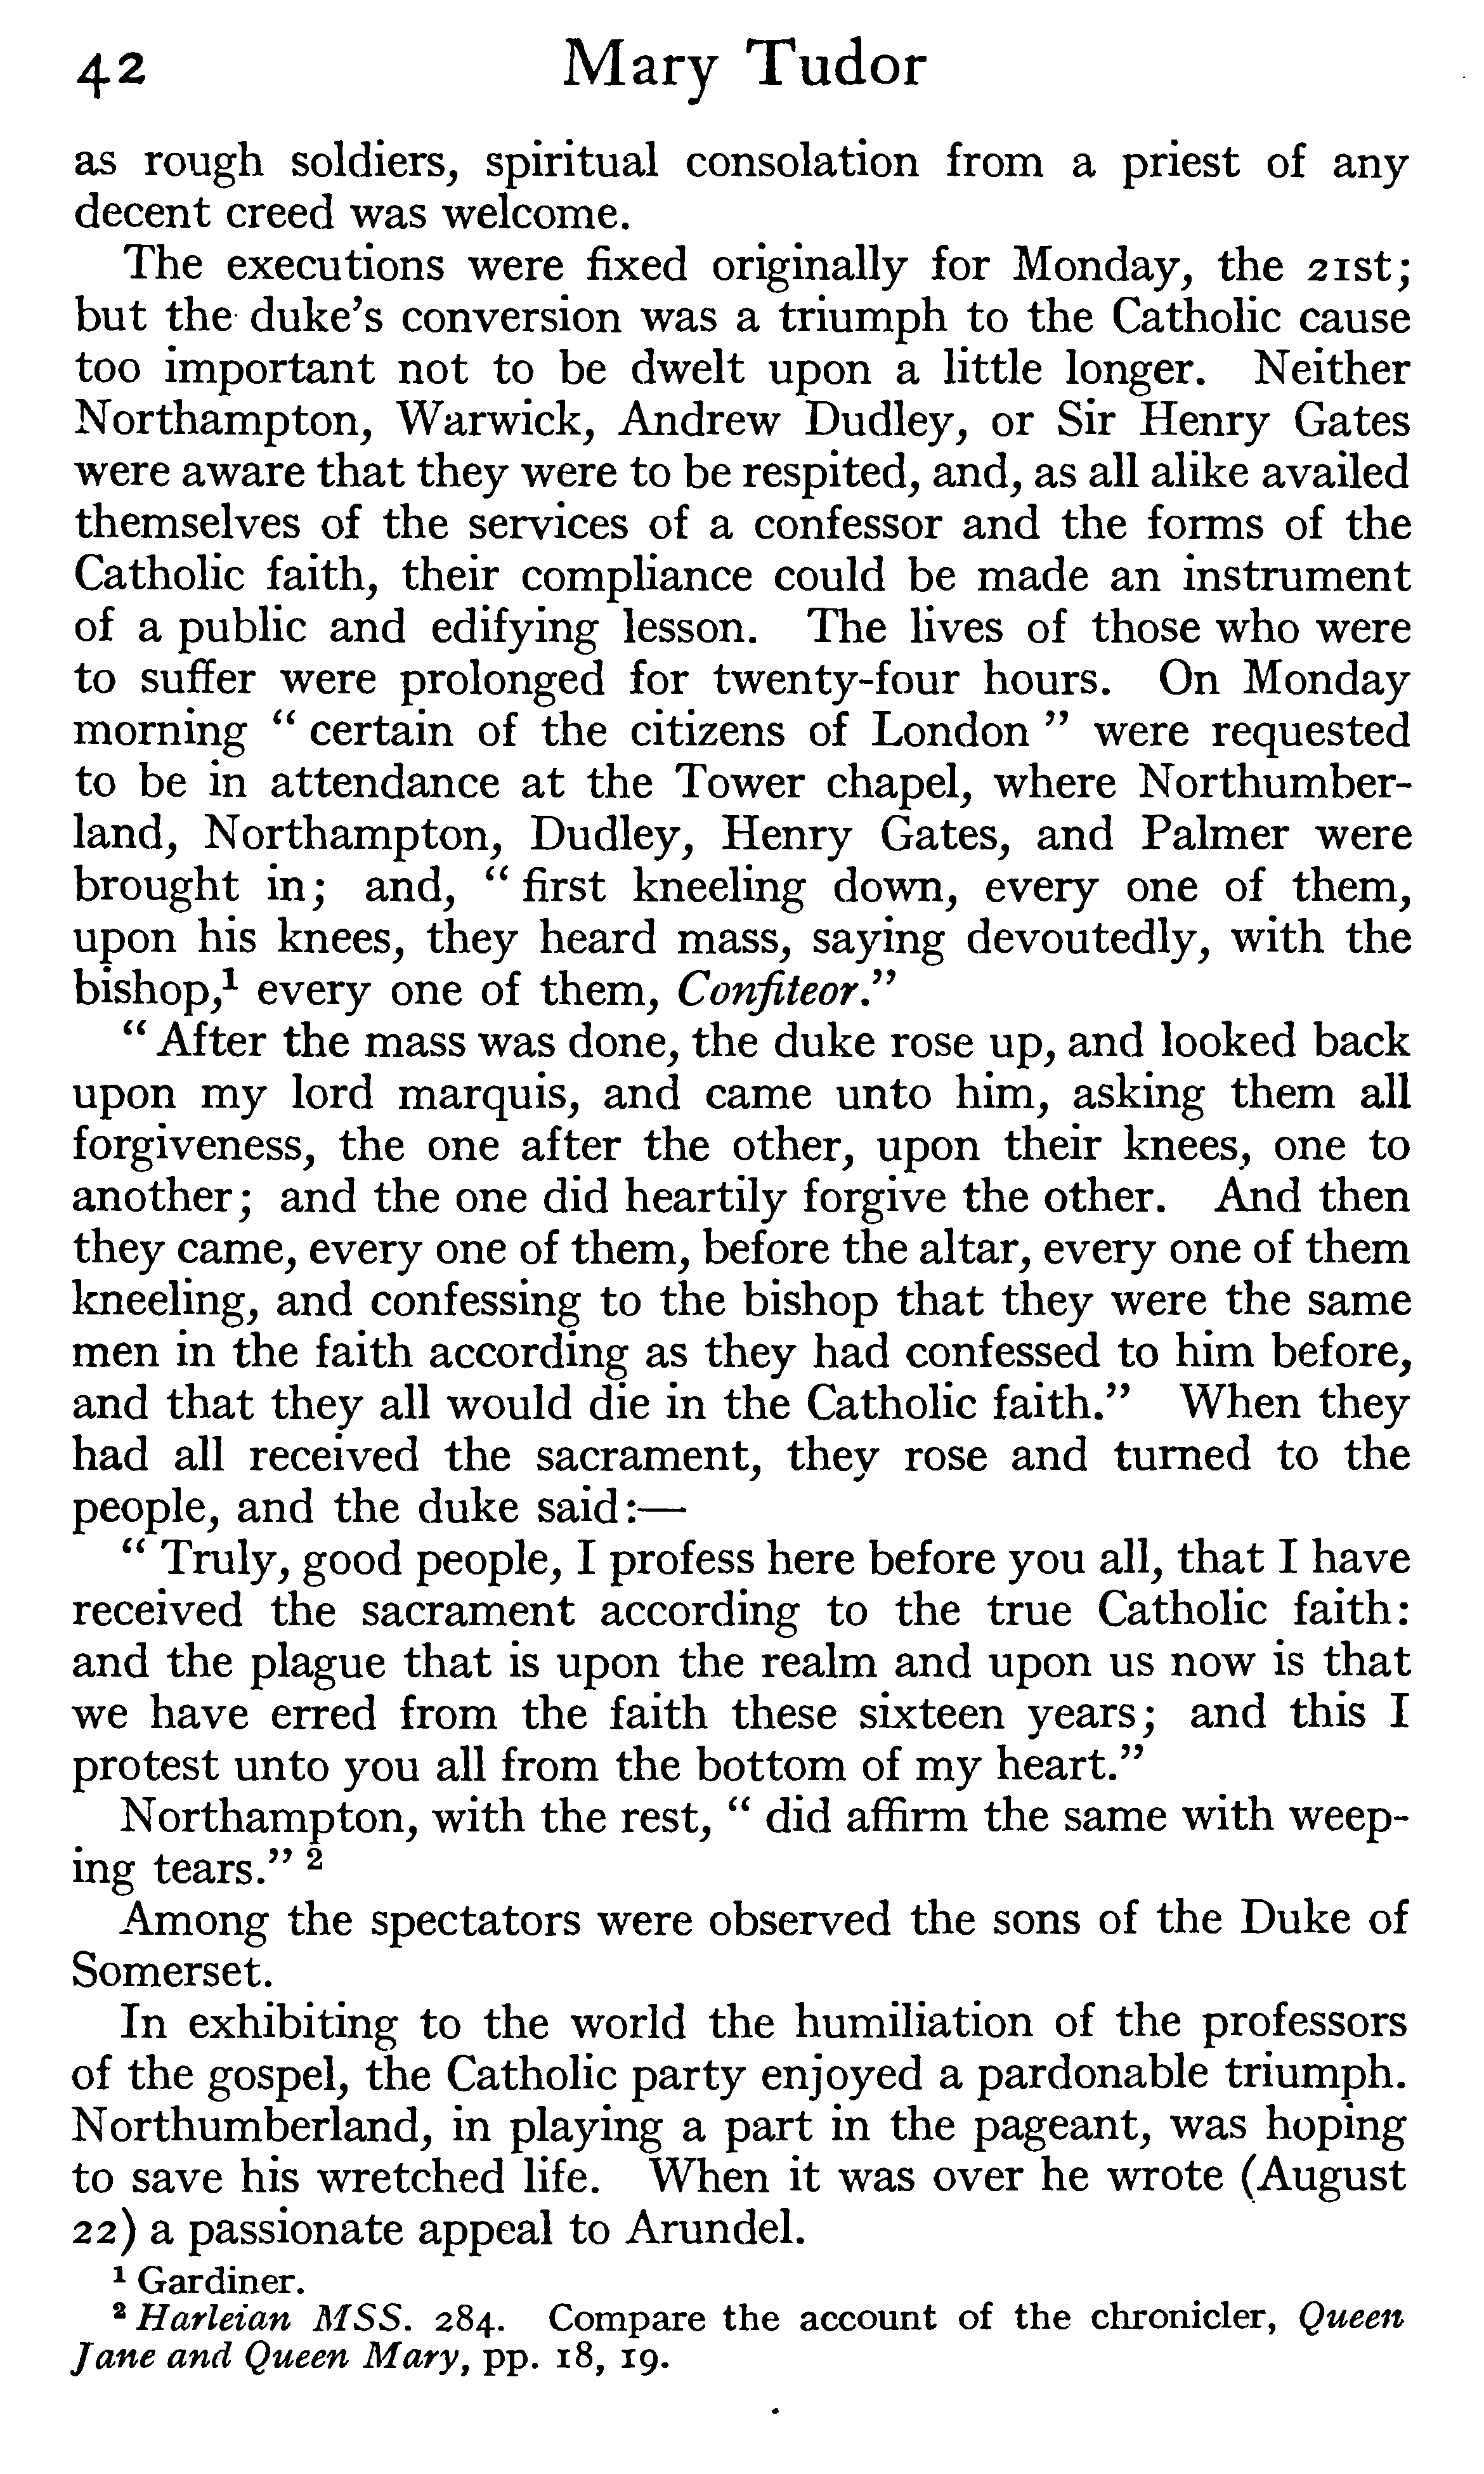 42 Mary Tudor
as rough soldiers, spiritual consolation from a priest of any
decent creed was welcome.
The executions were fixed originally for Monday, the 21st;
but the duke's conversion was a triumph to the Catholic cause
too important not to be dwelt upon a little longer. Neither
Northampton, Warwick, Andrew Dudley, or Sir Henry Gates
were aware that they were to be respited, and, as all alike availed
themselves of the services of a confessor and the forms of the
Catholic faith, their compliance could be made an instrument
of a public and edifying lesson. The lives of those who were
to suffer were prolonged for twenty-four hours. On Monday
morning “ certain of the citizens of London ” were requested
to be in attendance at the Tower chapel, where Northumber-
land, Northampton, Dudley, Henry Gates, and Palmer were
brought in; and, “ first kneeling down, every one of them,
upon his knees, they heard mass, saying devoutedly, with the
bishop,¹ every one of them, Confiteor.”
“ After the mass was done, the duke rose up, and looked back
upon my lord marquis, and came unto him, asking them all
forgiveness, the one after the other, upon their knees, one to
another; and the one did heartily forgive the other. And then
they came, every one of them, before the altar, every one of them
kneeling, and confessing to the bishop that they were the same
men in the faith according as they had confessed to him before,
and that they all would die in the Catholic faith.” When they
had all received the sacrament, they rose and turned to the
people, and the duke said:—
“ Truly, good people, I profess here before you all, that I have
received the sacrament according to the true Catholic faith:
and the plague that is upon the realm and upon us now is that
we have erred from the faith these sixteen years; and this I
protest unto you all from the bottom of my heart.”
Northampton, with the rest, “ did affirm the same with weep-
ing tears.” ²
Among the spectators were observed the sons of the Duke of
Somerset.
In exhibiting to the world the humiliation of the professors
of the gospel, the Catholic party enjoyed a pardonable triumph.
Northumberland, in playing a part in the pageant, was hoping
to save his wretched life. When it was over he wrote (August
22) a passionate appeal to Arundel.
¹ Gardiner.
² Harleian MSS. 284. Compare the account of the chronicler, Queen
Jane and Queen Mary, pp. 18, 19.